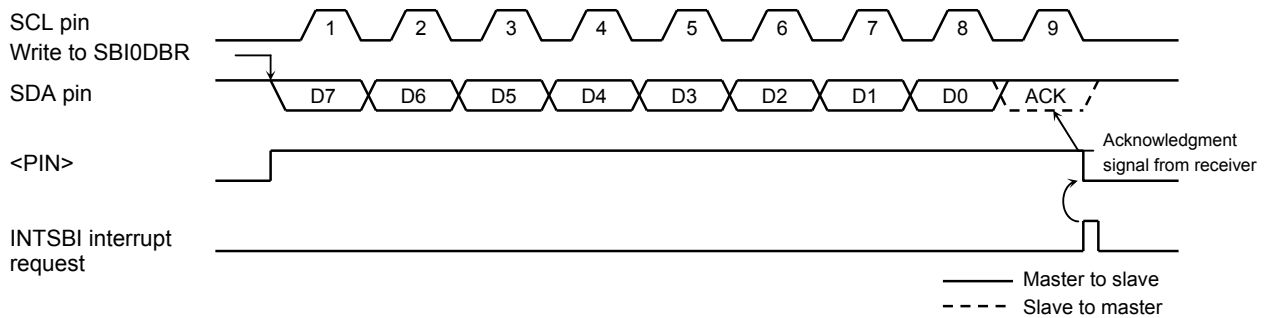 SCL pin
1 2 3 4 5 6 7 8 9
Write to SBI0DBR
SDA pin
D7 D6 D5 D4 D3 D2 D1 D0 ACK
<PIN>
Acknowledgment
signal from receiver
INTSBI interrupt
request
Master to slave
Slave to master